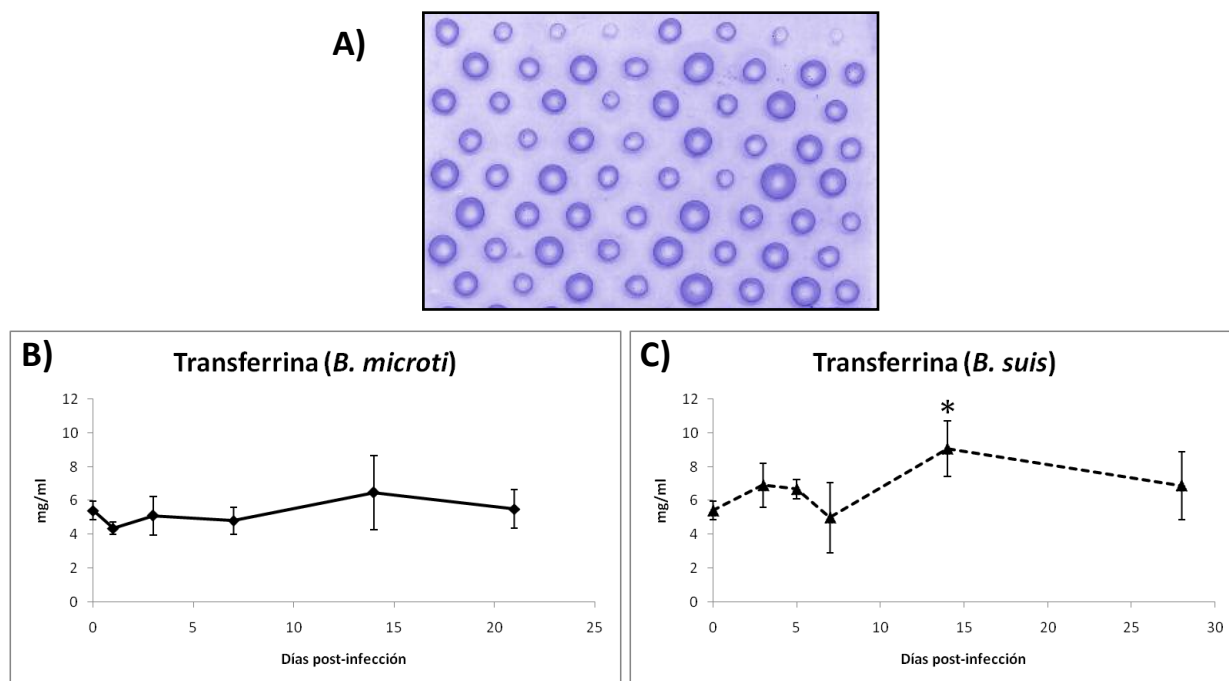 A)
B)
Transferrina (B. microti)
12
10
8
6
4
2
0
mg/ml
0 5 10 15 20 25
Días post-infección
C)
Transferrina (B. suis)
*
12
10
8
6
4
2
0
mg/ml
0 5 10 15 20 25 30
Días post-infección